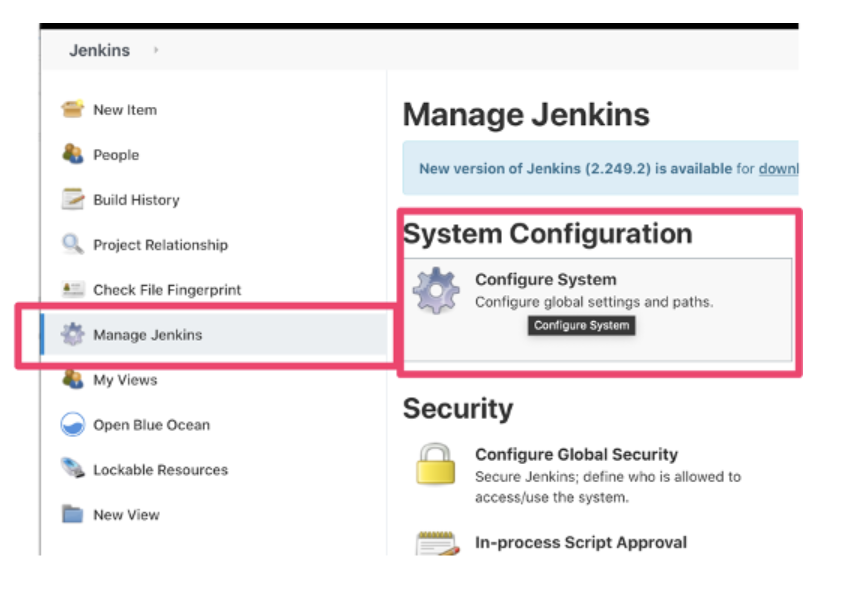 Jenkins
New Item
People
Build History
Project Relationship
Check File Fingerprint
Manage Jenkins
My Views
Open Blue Ocean
Lockable Resources
New View
Manage Jenkins
New version of Jenkins (2.249.2) is available for downl
System Configuration
Configure System
Configure global settings and paths.
Configure System
Security
Configure Global Security
Secure Jenkins; define who is allowed to
access/use the system.
In-process Script Approval